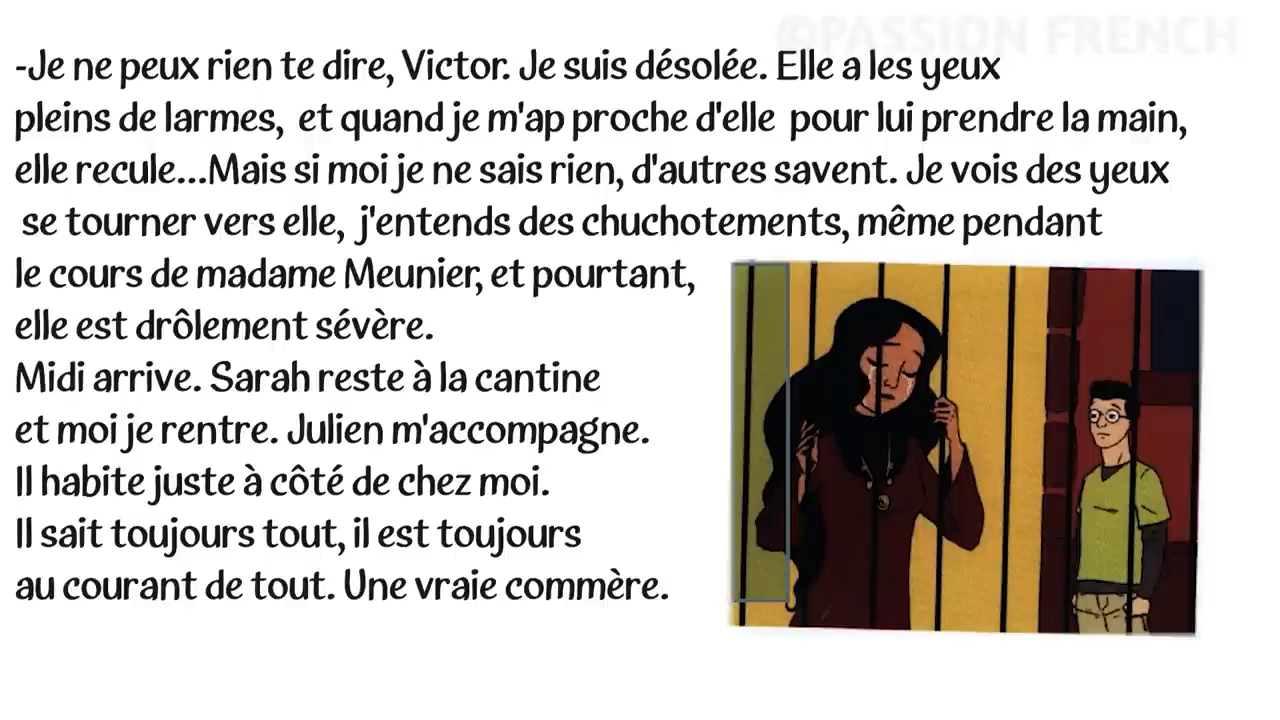 ©PASSION FRENCH
-Je ne peux rien te dire, Victor. Je suis désolée. Elle a les yeux
pleins de larmes, et quand je m'ap proche d'elle pour lui prendre la main,
elle recule...Mais si moi je ne sais rien, d'autres savent. Je vois des yeux
se tourner vers elle, j'entends des chuchotements, même pendant
le cours de madame Meunier, et pourtant,
elle est drôlement sévère.
Midi arrive. Sarah reste à la cantine
et moi je rentre. Julien m'accompagne.
Il habite juste à côté de chez moi.
Il sait toujours tout, il est toujours
au courant de tout. Une vraie commère.